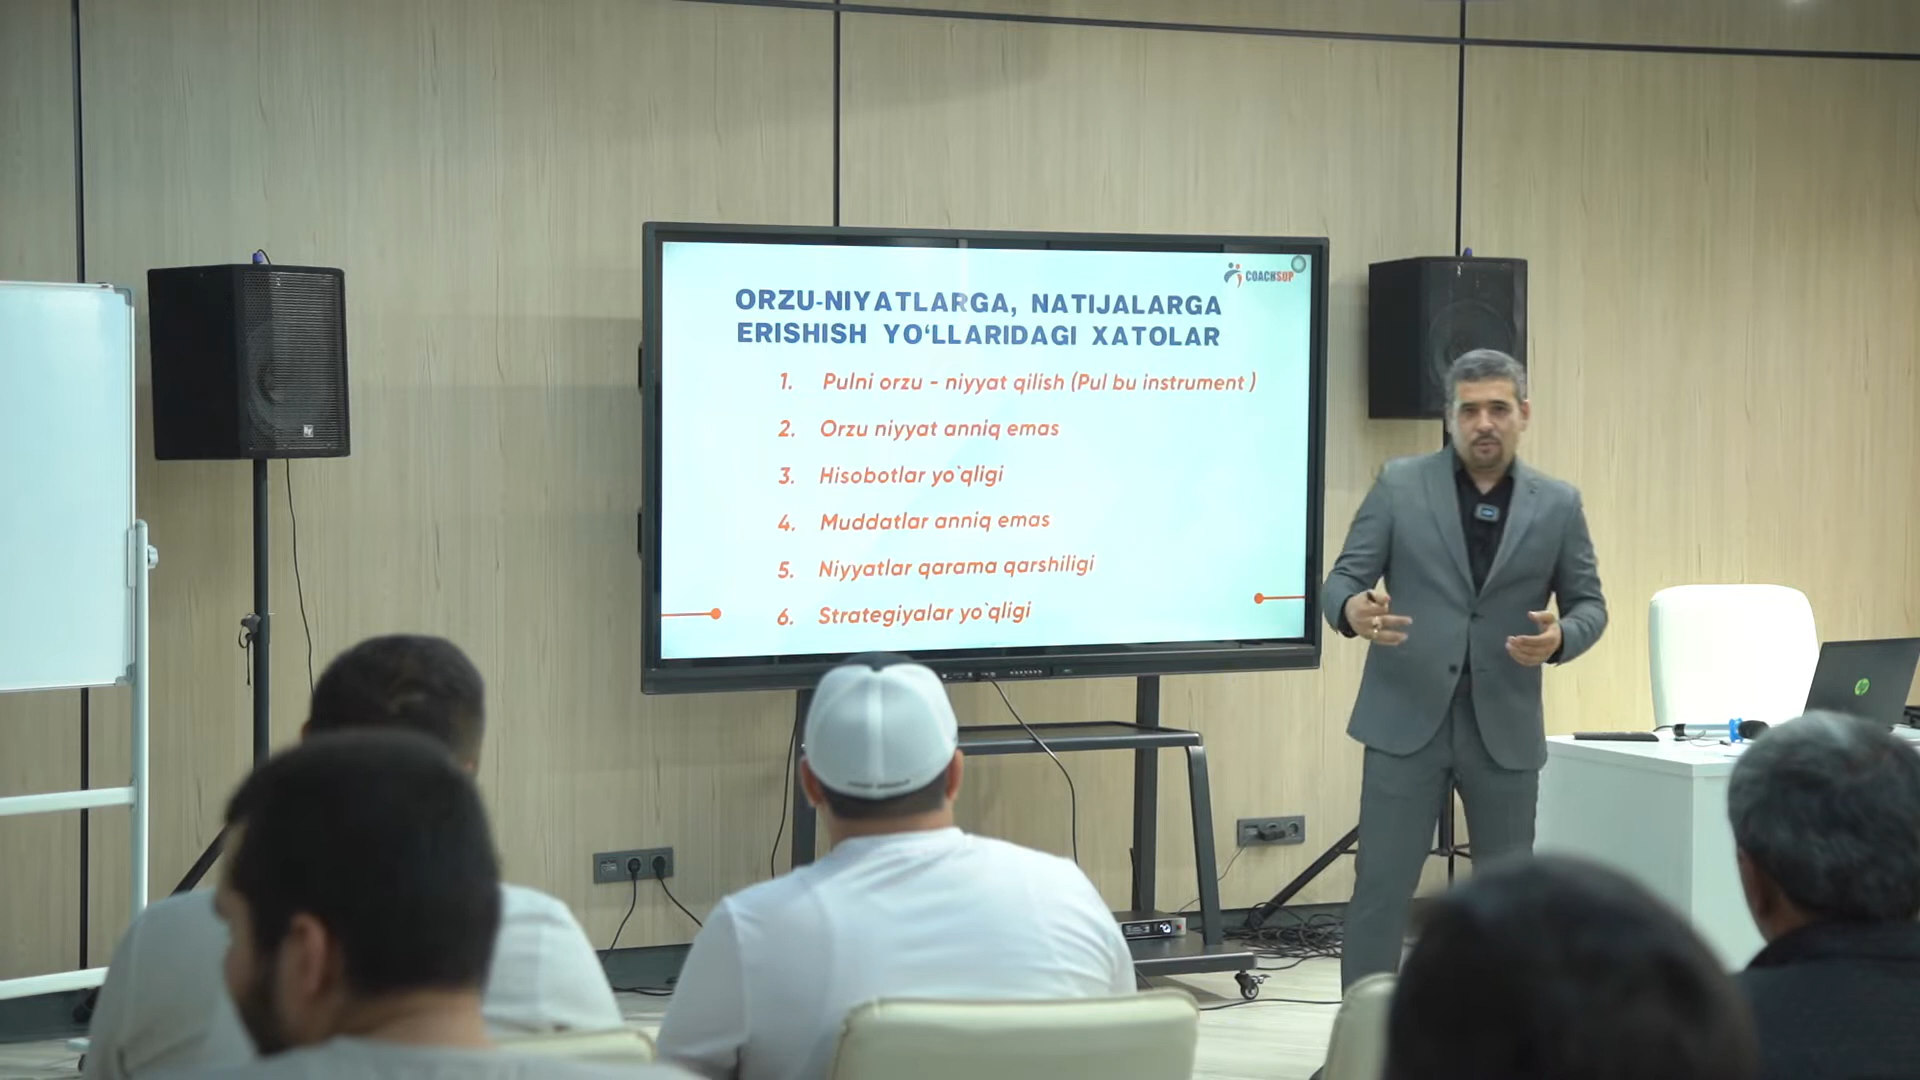 COACHSUP
ORZU-NIYATLARGA, NATIJALARGA
ERISHISH YO‘LLARIDAGI XATOLAR
1. Pulni orzu - niyyat qilish (Pul bu instrument )
2. Orzu niyyat anniq emas
3. Hisobotlar yo`qligi
4. Muddatlar anniq emas
5. Niyyatlar qarama qarshiligi
6. Strategiyalar yo`qligi